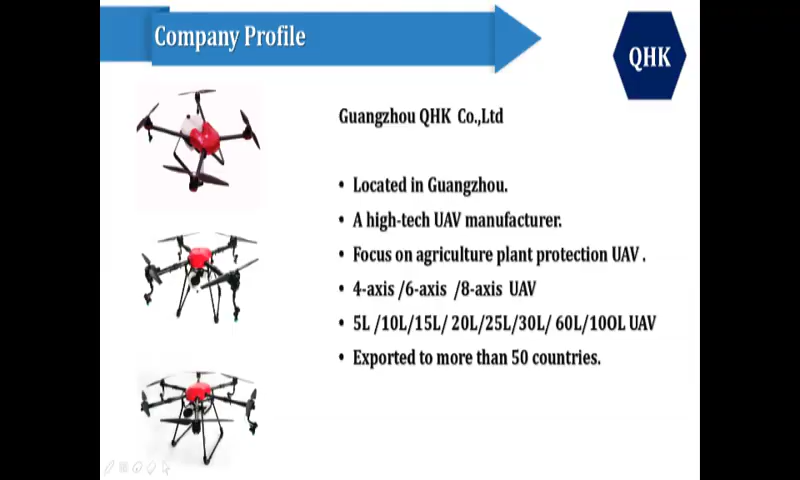 Company Profile
QHK
Guangzhou QHK Co.,Ltd
• Located in Guangzhou.
• A high-tech UAV manufacturer.
• Focus on agriculture plant protection UAV .
• 4-axis /6-axis /8-axis UAV
• 5L /10L/15L/ 20L/25L/30L/ 60L/100L UAV
• Exported to more than 50 countries.